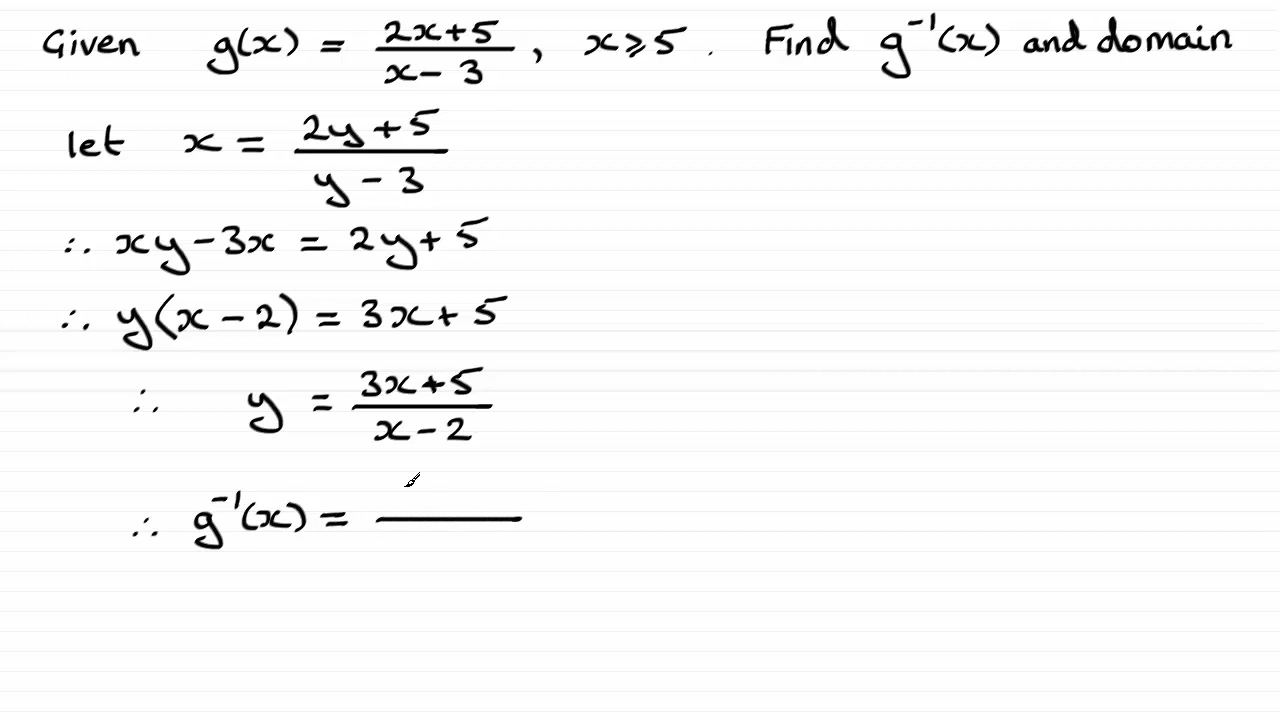 Given g(x) = (2x+5)/(x-3), x ⩾ 5. Find g⁻¹(x) and domain
let x = (2y+5)/(y-3)
∴ xy-3x = 2y+5
∴ y(x-2) = 3x+5
∴ y = (3x+5)/(x-2)
∴ g⁻¹(x) =